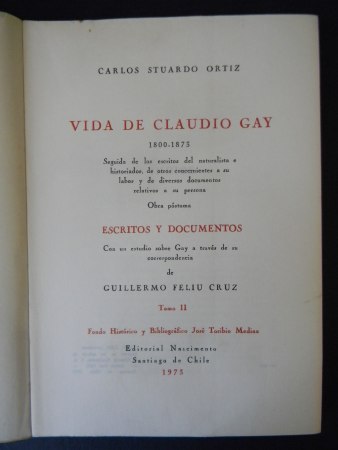 CARLOS STUARDO ORTIZ
VIDA DE CLAUDIO GAY
1800-1873
Seguida de los escritos del naturalista e
historiador, de otros concernientes a su
labor y de diversos documentos
relativos a su persona
Obra póstuma
ESCRITOS Y DOCUMENTOS
Con un estudio sobre Gay a través de su
correspondencia
de
GUILLERMO FELIU CRUZ
Tomo II
Fondo Histórico y Bibliográfico José Toribio Medina
Editorial Nascimento
Santiago de Chile
1973